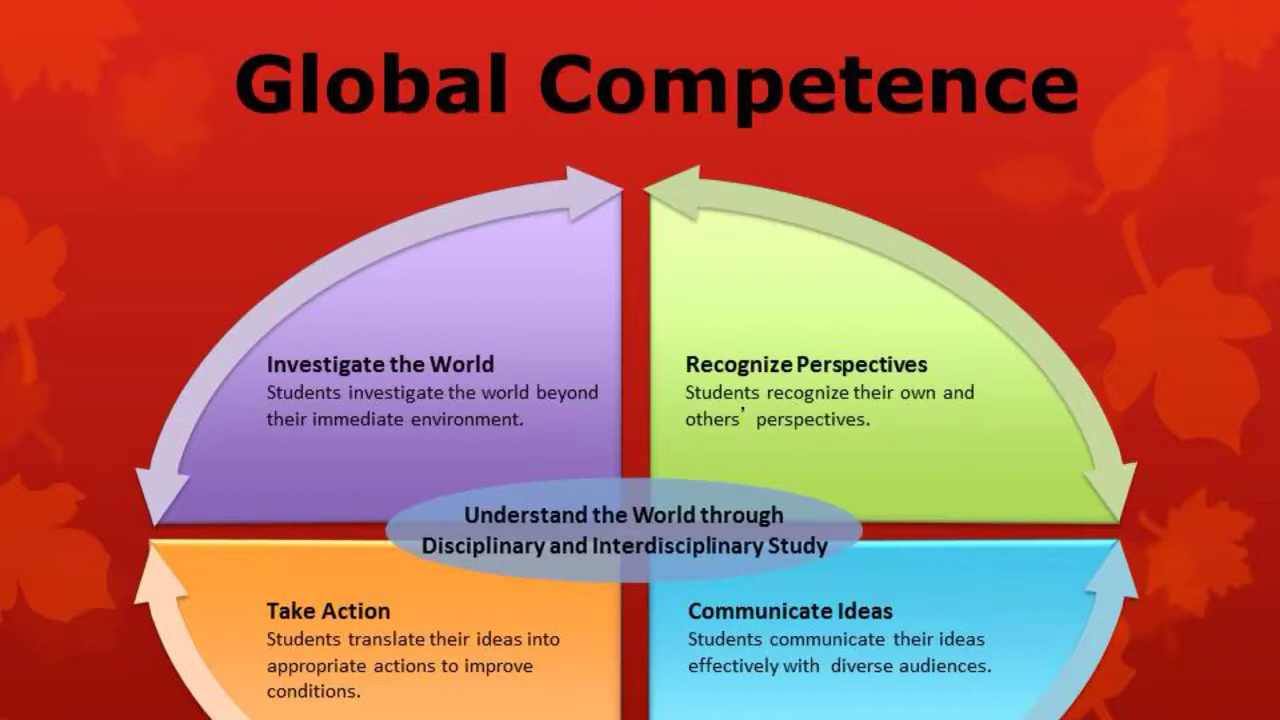 Global Competence
Investigate the World
Students investigate the world beyond
their immediate environment.
Recognize Perspectives
Students recognize their own and
others’ perspectives.
Understand the World through
Disciplinary and Interdisciplinary Study
Take Action
Students translate their ideas into
appropriate actions to improve
conditions.
Communicate Ideas
Students communicate their ideas
effectively with diverse audiences.